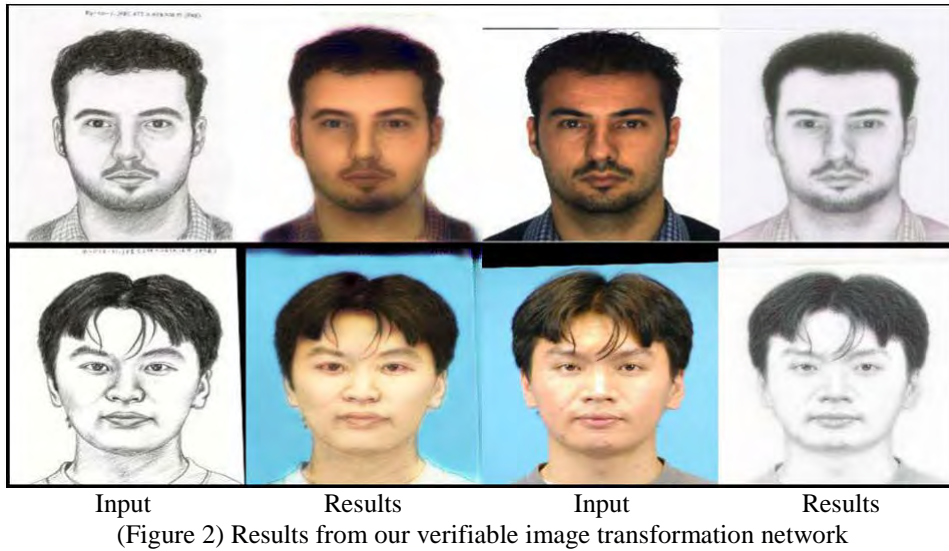 Input Results Input Results
(Figure 2) Results from our verifiable image transformation network